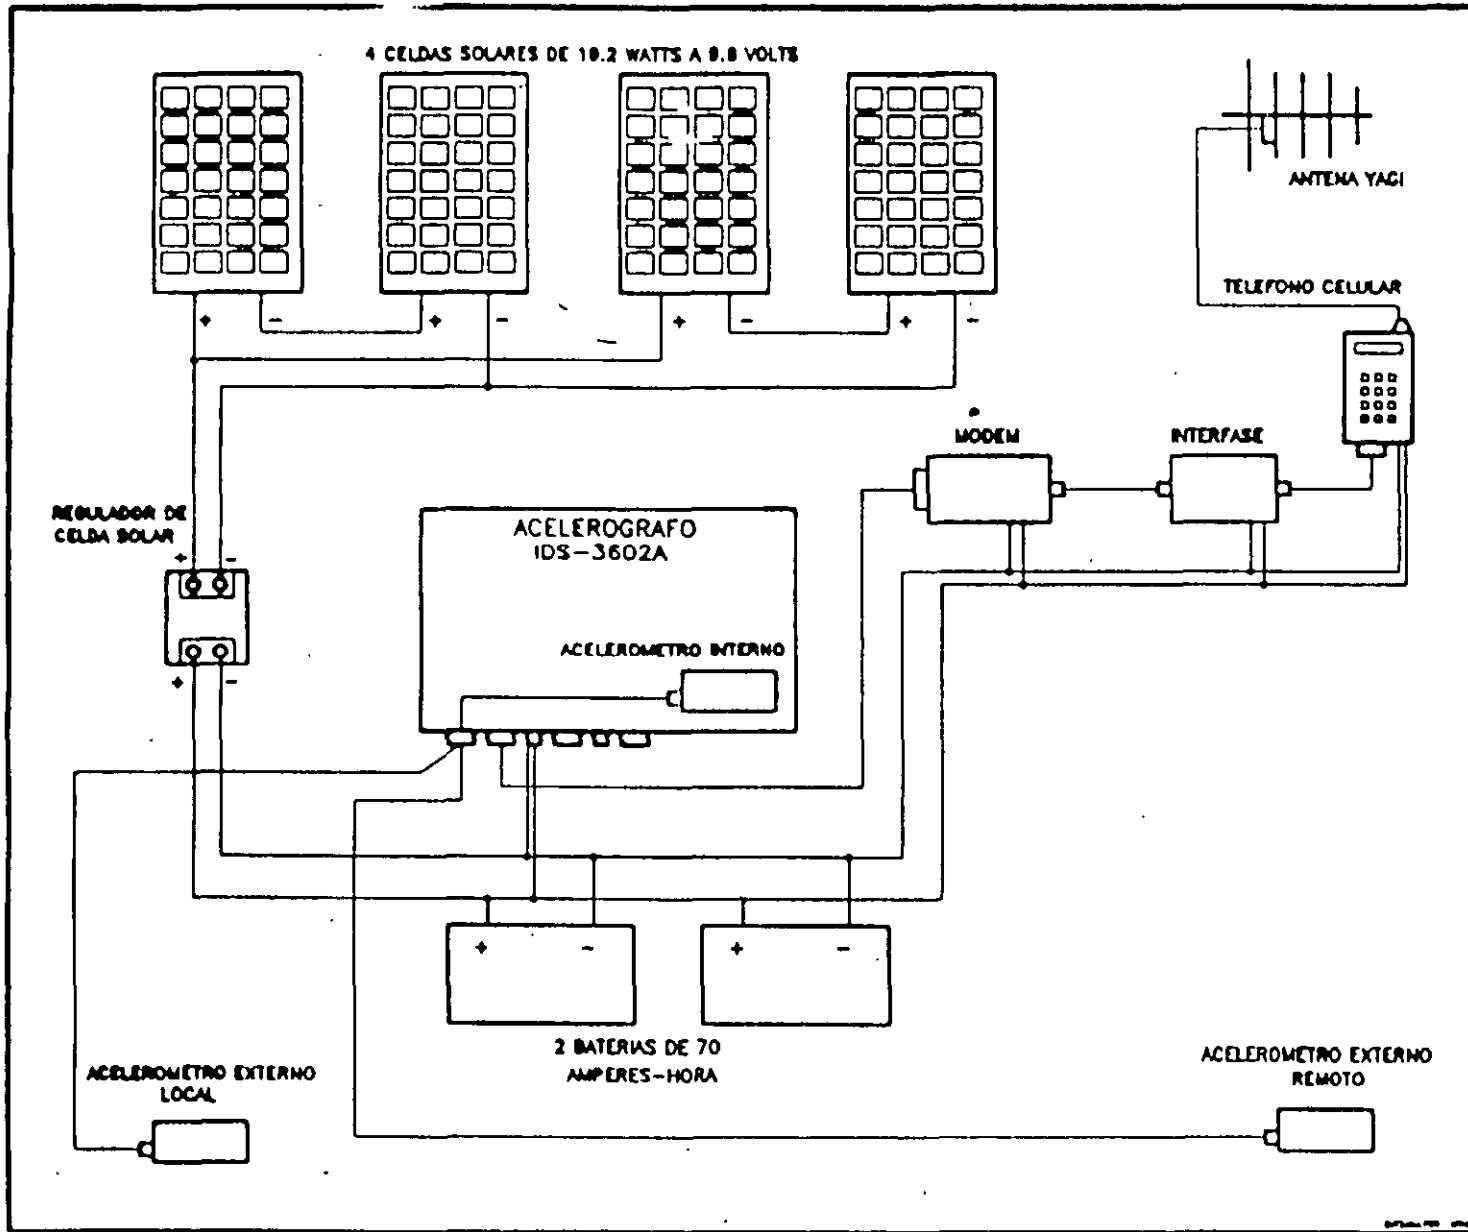 4 CELDAS SOLARES DE 18.2 WATTS A 8.8 VOLTS
+ - + - + - + -
ANTENA YAGI
TELEFONO CELULAR
MODEM
INTERFASE
REGULADOR DE
CELDA SOLAR
+ -
+ -
ACELEROGRAFO
IDS-3602A
ACELEROMETRO INTERNO
+ - + -
2 BATERIAS DE 70
AMPERES-HORA
ACELEROMETRO EXTERNO
LOCAL
ACELEROMETRO EXTERNO
REMOTO